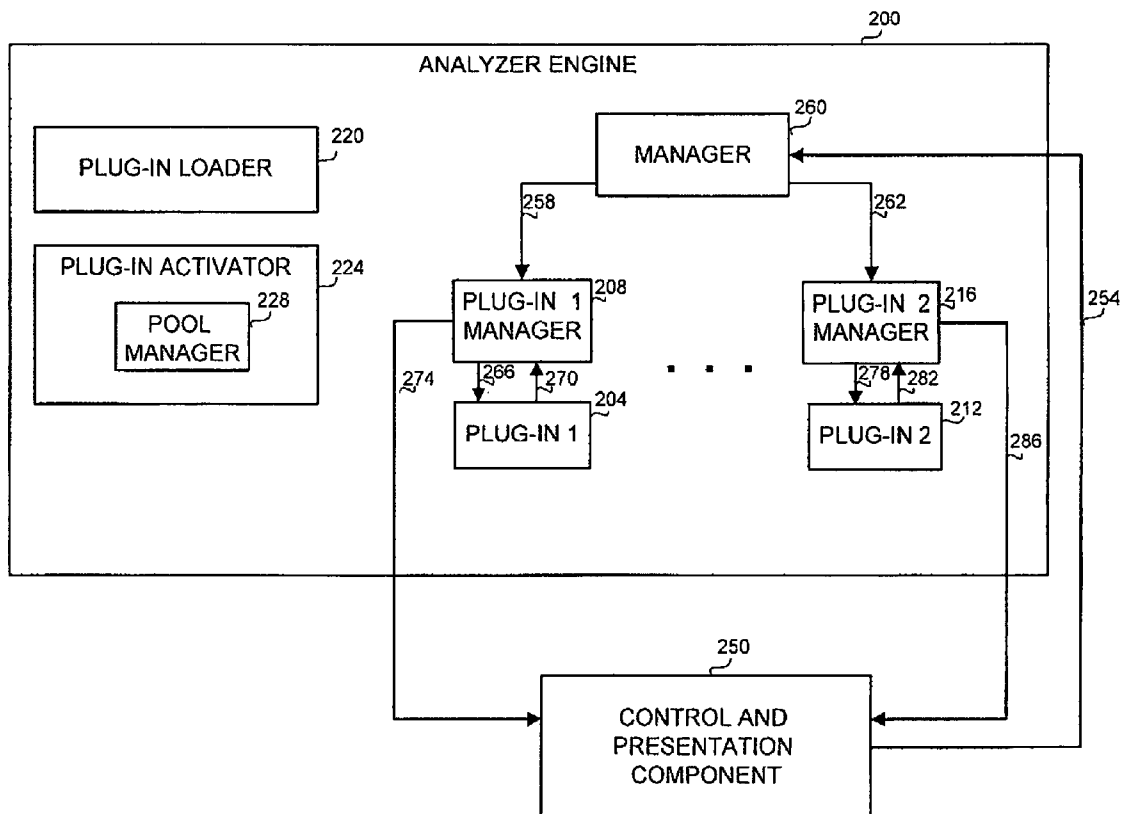 200
ANALYZER ENGINE
260
220
MANAGER
PLUG-IN LOADER
258
262
PLUG-IN ACTIVATOR
224
228
POOL
MANAGER
208
PLUG-IN 1
MANAGER
216
PLUG-IN 2
MANAGER
254
274
266
270
204
278
282
212
PLUG-IN 1
. . .
PLUG-IN 2
286
250
CONTROL AND
PRESENTATION
COMPONENT